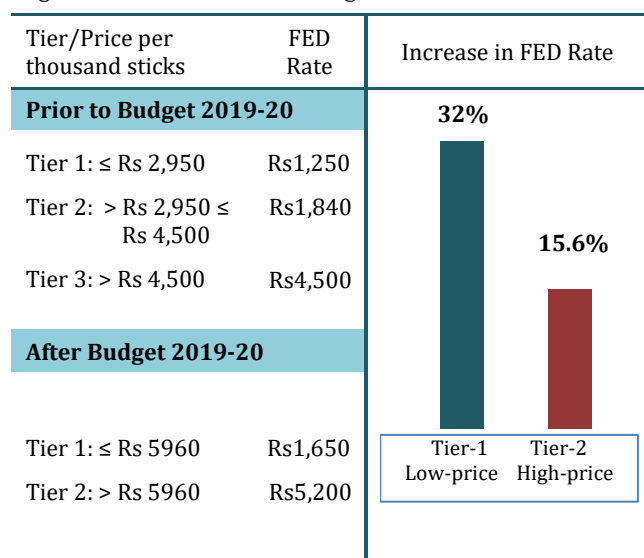 Tier/Price per thousand sticks
FED Rate
Increase in FED Rate
Prior to Budget 2019-20
Tier 1: ≤ Rs 2,950 Rs1,250
Tier 2: > Rs 2,950 ≤ Rs1,840
Rs 4,500
Tier 3: > Rs 4,500 Rs4,500
After Budget 2019-20
Tier 1: ≤ Rs 5960 Rs1,650
Tier 2: > Rs 5960 Rs5,200
32%
15.6%
Tier-1 Tier-2
Low-price High-price